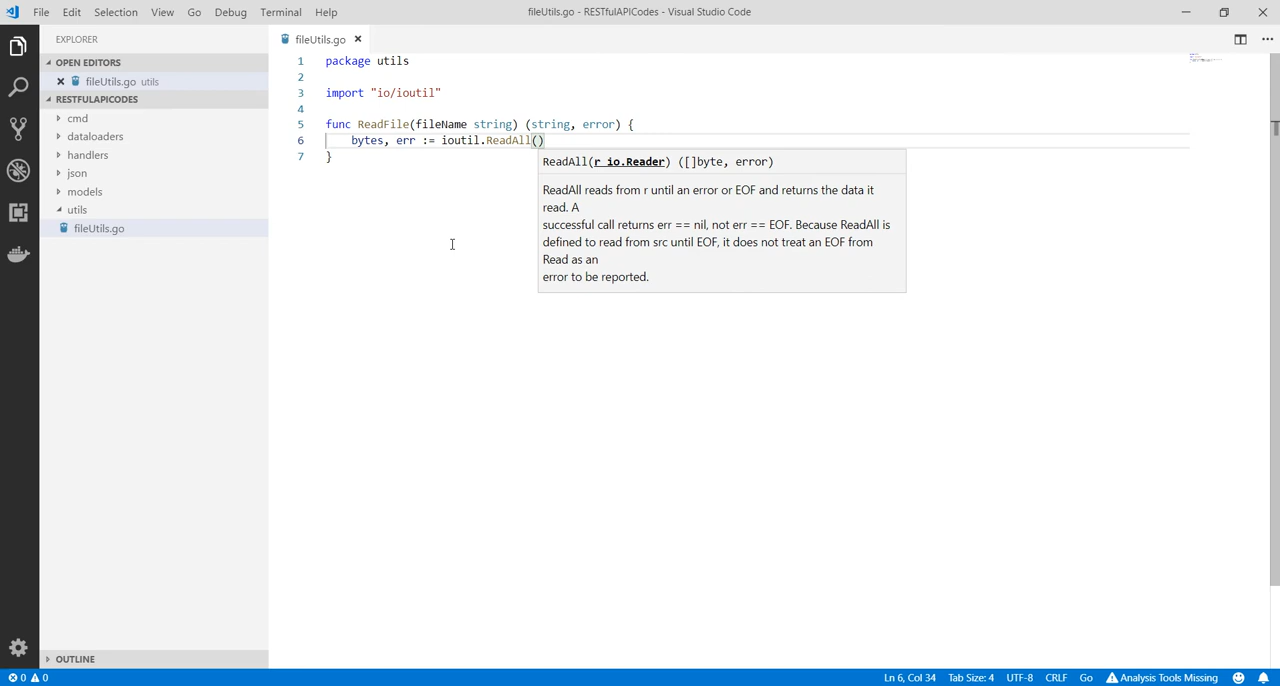 File Edit Selection View Go Debug Terminal Help
fileUtils.go - RESTfulAPICodes - Visual Studio Code
EXPLORER
OPEN EDITORS
fileUtils.go utils
RESTFULAPICODES
cmd
dataloaders
handlers
json
models
utils
fileUtils.go
OUTLINE
fileUtils.go
1 package utils
2
3 import "io/ioutil"
4
5 func ReadFile(fileName string) (string, error) {
6 bytes, err := ioutil.ReadAll()
7 }
ReadAll(r io.Reader) ([]byte, error)
ReadAll reads from r until an error or EOF and returns the data it
read. A
successful call returns err == nil, not err == EOF. Because ReadAll is
defined to read from src until EOF, it does not treat an EOF from
Read as an
error to be reported.
0 0
Ln 6, Col 34 Tab Size: 4 UTF-8 CRLF Go Analysis Tools Missing